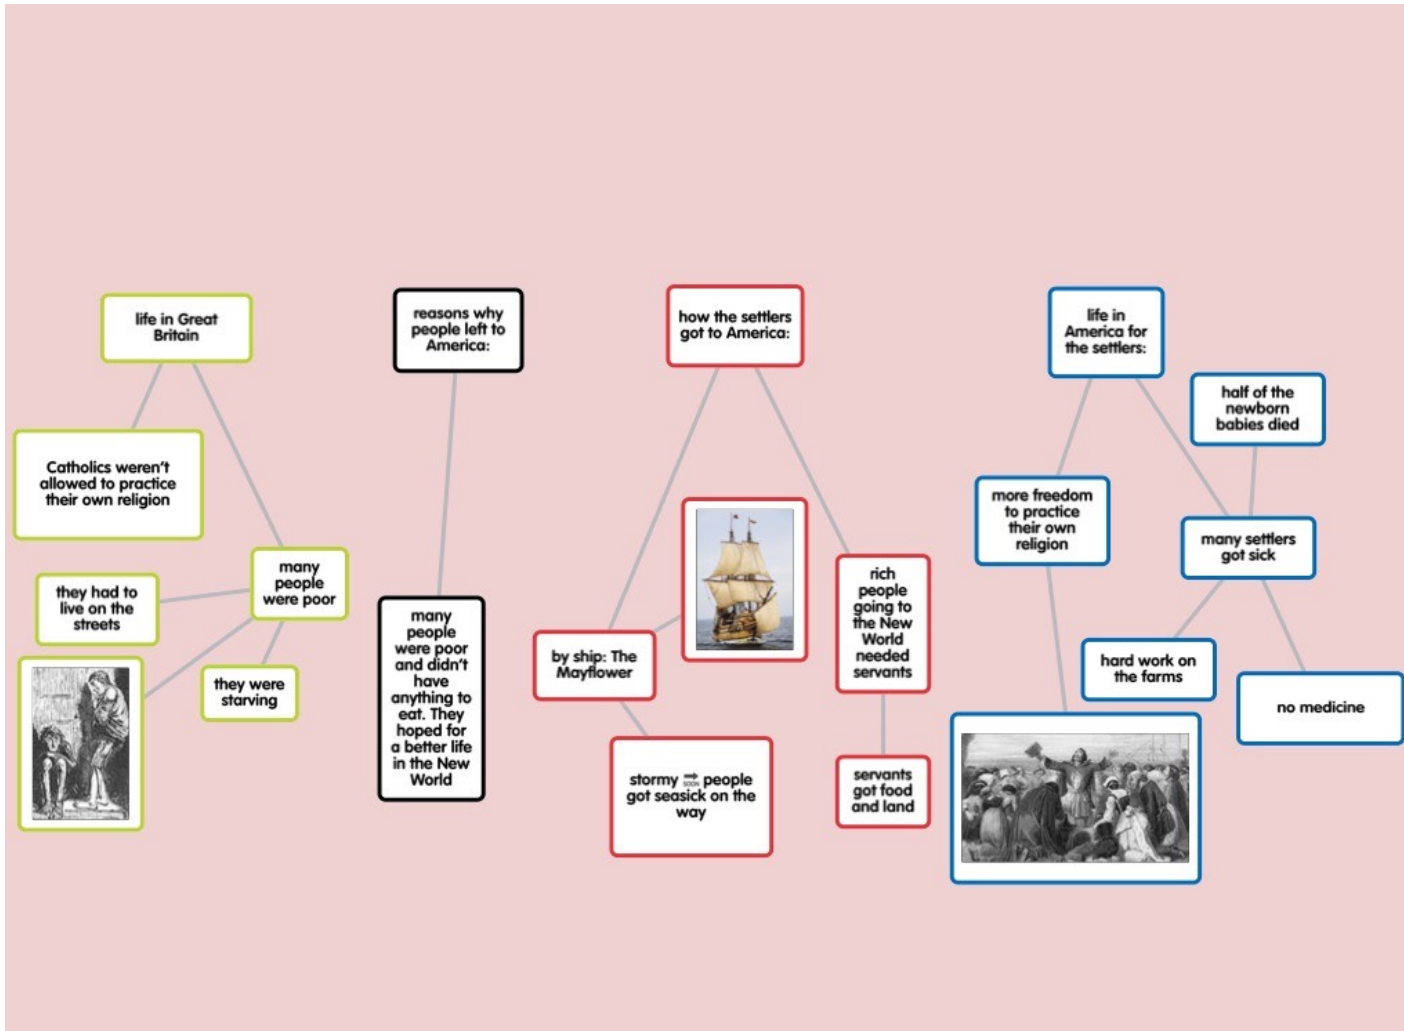 life in Great
Britain
Catholics weren't
allowed to practice
their own religion
many
people
were poor
they had to
live on the
streets
they were
starving
reasons why
people left to
America:
many
people
were poor
and didn't
have
anything to
eat. They
hoped for
a better life
in the New
World
how the settlers
got to America:
by ship: The
Mayflower
stormy SOON people
got seasick on the
way
rich
people
going to
the New
World
needed
servants
servants
got food
and land
life in
America for
the settlers:
more freedom
to practice
their own
religion
half of the
newborn
babies died
many settlers
got sick
hard work on
the farms
no medicine